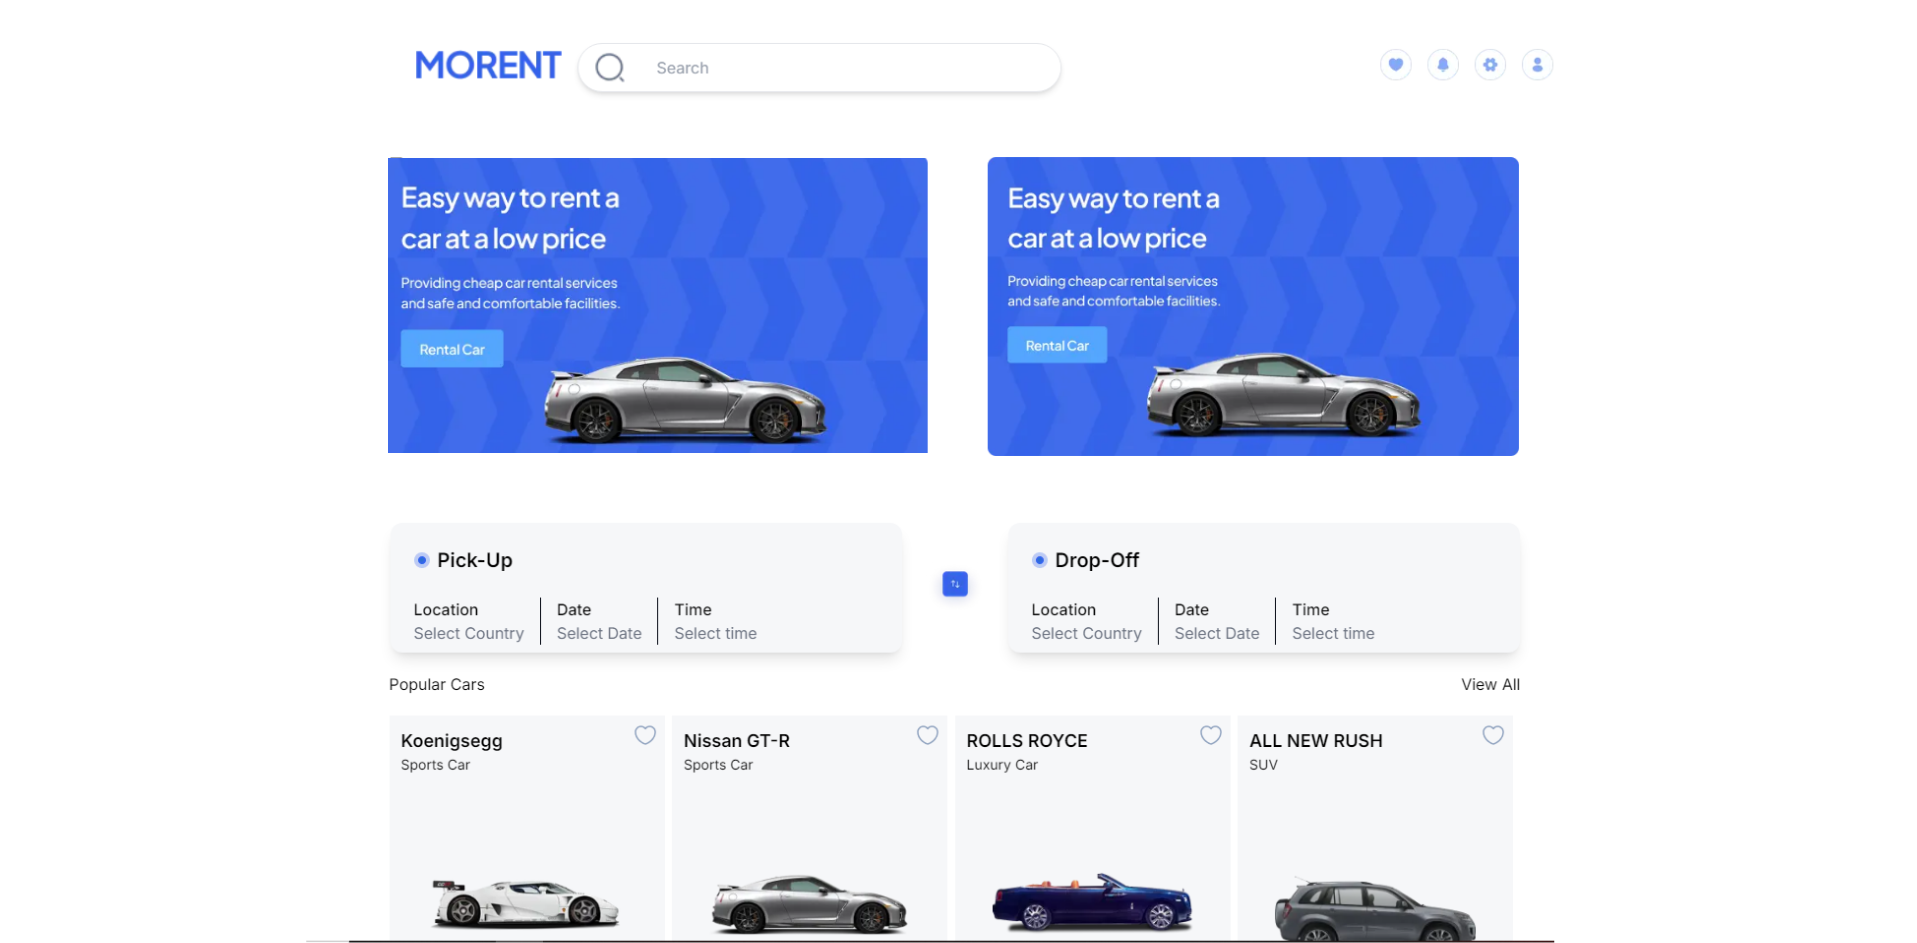 MORENT
Search
Easy way to rent a
car at a low price
Providing cheap car rental services
and safe and comfortable facilities.
Rental Car
Easy way to rent a
car at a low price
Providing cheap car rental services
and safe and comfortable facilities.
Rental Car
Pick-Up
Location Date Time
Select Country Select Date Select time
Drop-Off
Location Date Time
Select Country Select Date Select time
Popular Cars View All
Koenigsegg
Sports Car
Nissan GT-R
Sports Car
ROLLS ROYCE
Luxury Car
ALL NEW RUSH
SUV